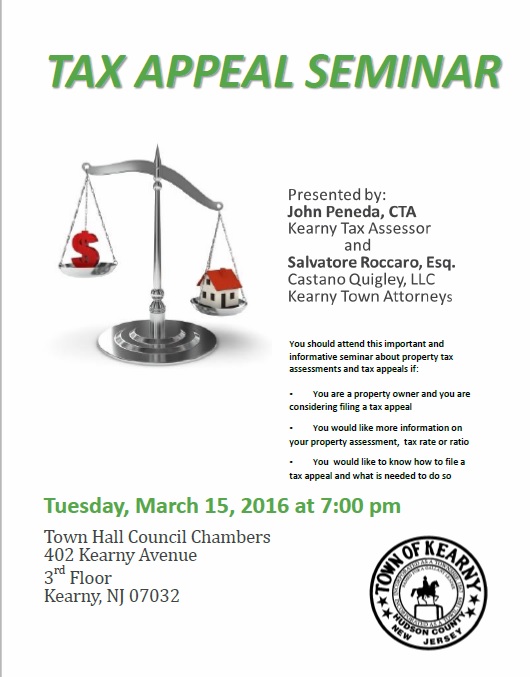 TAX APPEAL SEMINAR
$
Presented by:
John Peneda, CTA
Kearny Tax Assessor
and
Salvatore Roccaro, Esq.
Castano Quigley, LLC
Kearny Town Attorneys
You should attend this important and
informative seminar about property tax
assessments and tax appeals if:
• You are a property owner and you are
considering filing a tax appeal
• You would like more information on
your property assessment, tax rate or ratio
• You would like to know how to file a
tax appeal and what is needed to do so
Tuesday, March 15, 2016 at 7:00 pm
Town Hall Council Chambers
402 Kearny Avenue
3rd Floor
Kearny, NJ 07032
TOWN OF KEARNY
HUDSON COUNTY
NEW JERSEY